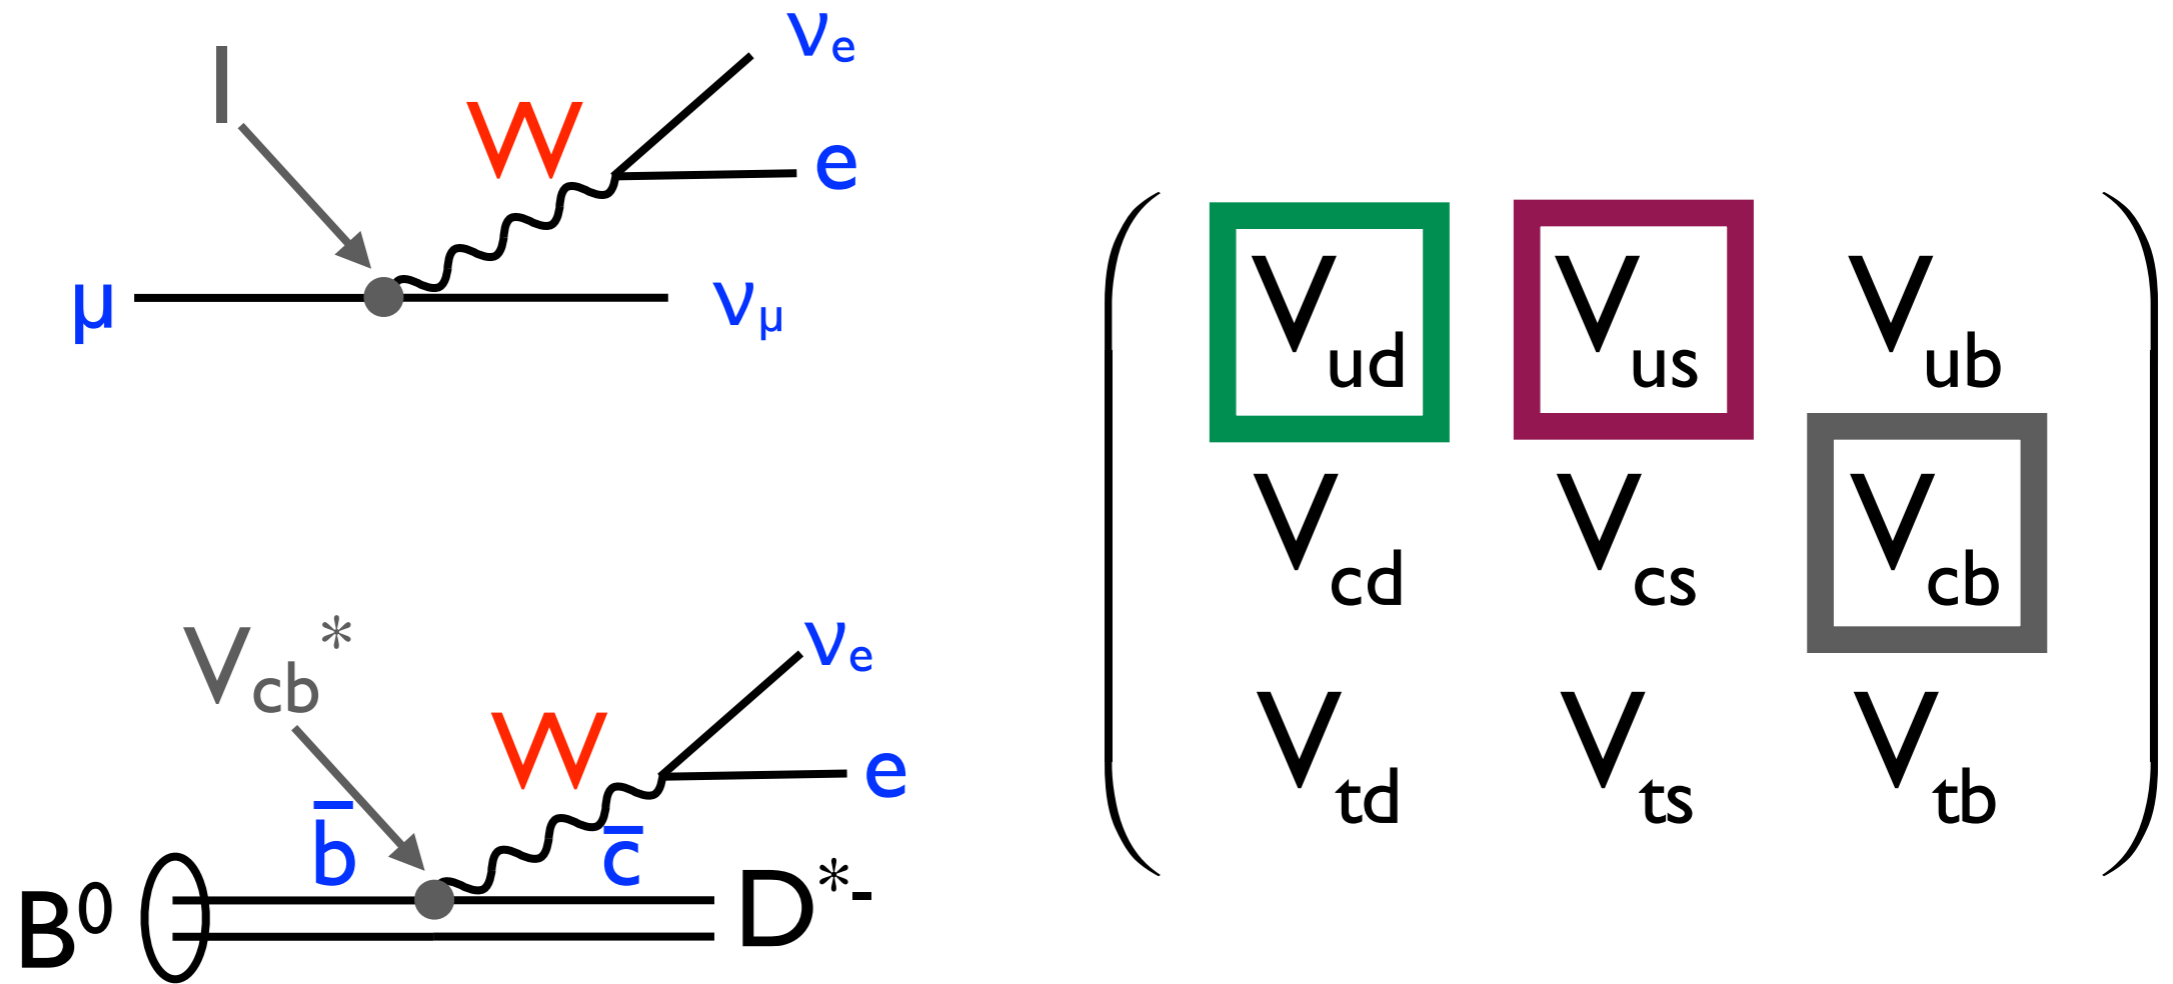 νe
I
W
e
μ
νμ
Vud Vus Vub
Vcd Vcs Vcb
Vtd Vts Vtb
Vcb*
νe
W
e
b̄
c̄
B⁰
D*-